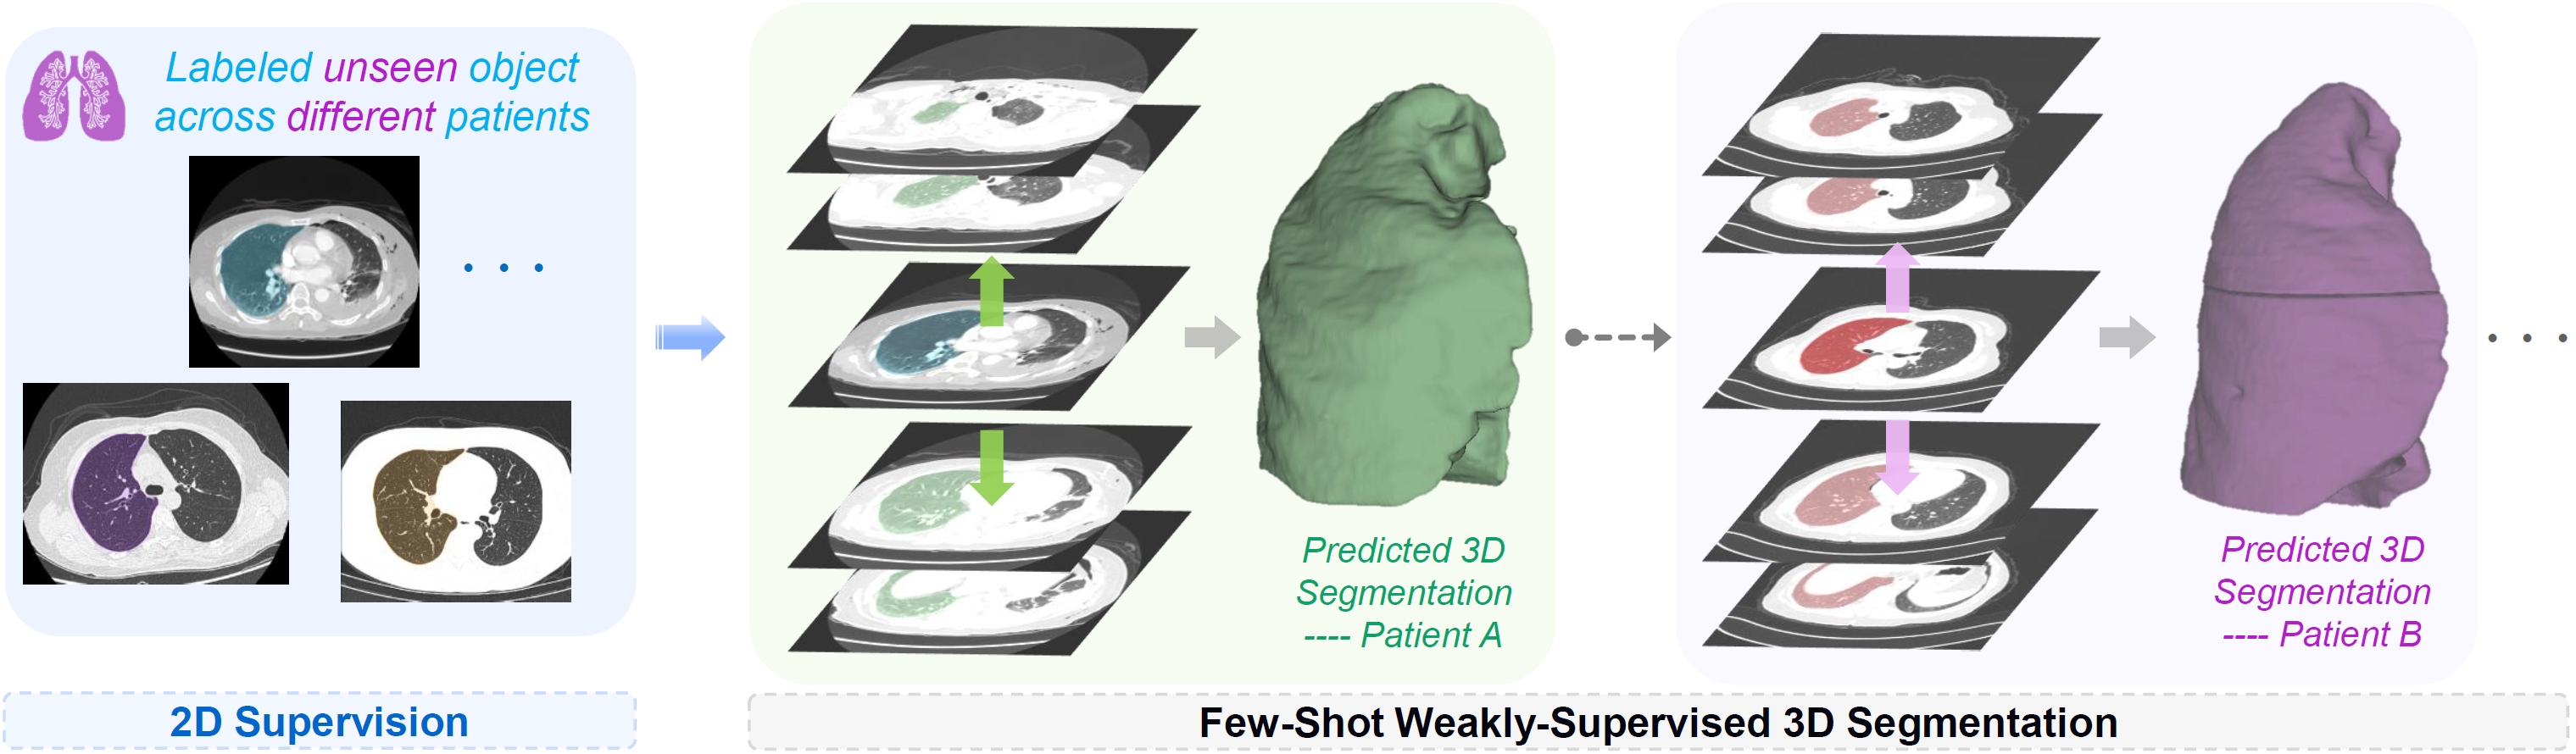 Labeled unseen object
across different patients
Predicted 3D
Segmentation
---- Patient A
Predicted 3D
Segmentation
---- Patient B
2D Supervision
Few-Shot Weakly-Supervised 3D Segmentation